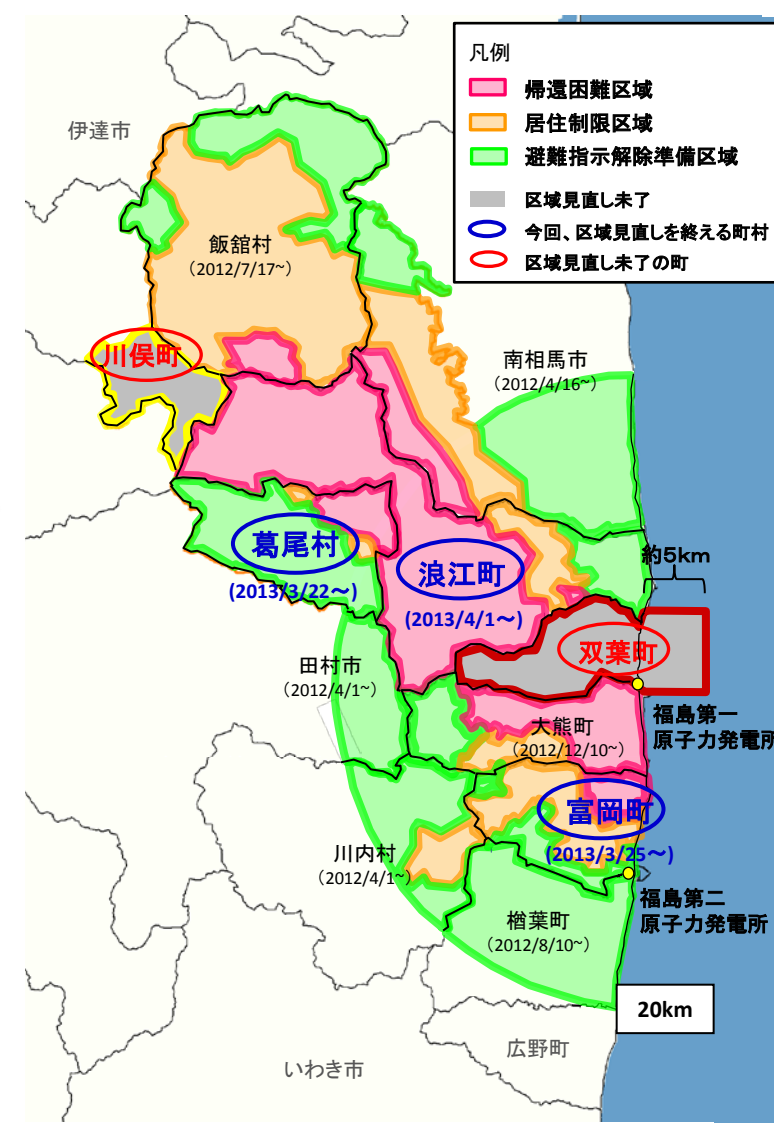 凡例
帰還困難区域
居住制限区域
避難指示解除準備区域
区域見直し未了
今回、区域見直しを終える町村
区域見直し未了の町
伊達市
飯舘村
（2012/7/17~）
川俣町
南相馬市
（2012/4/16~）
葛尾村
(2013/3/22～)
浪江町
(2013/4/1～)
約5km
双葉町
田村市
（2012/4/1~）
福島第一
原子力発電所
大熊町
（2012/12/10~）
富岡町
(2013/3/25～)
川内村
（2012/4/1~）
福島第二
原子力発電所
楢葉町
（2012/8/10~）
20km
広野町
いわき市